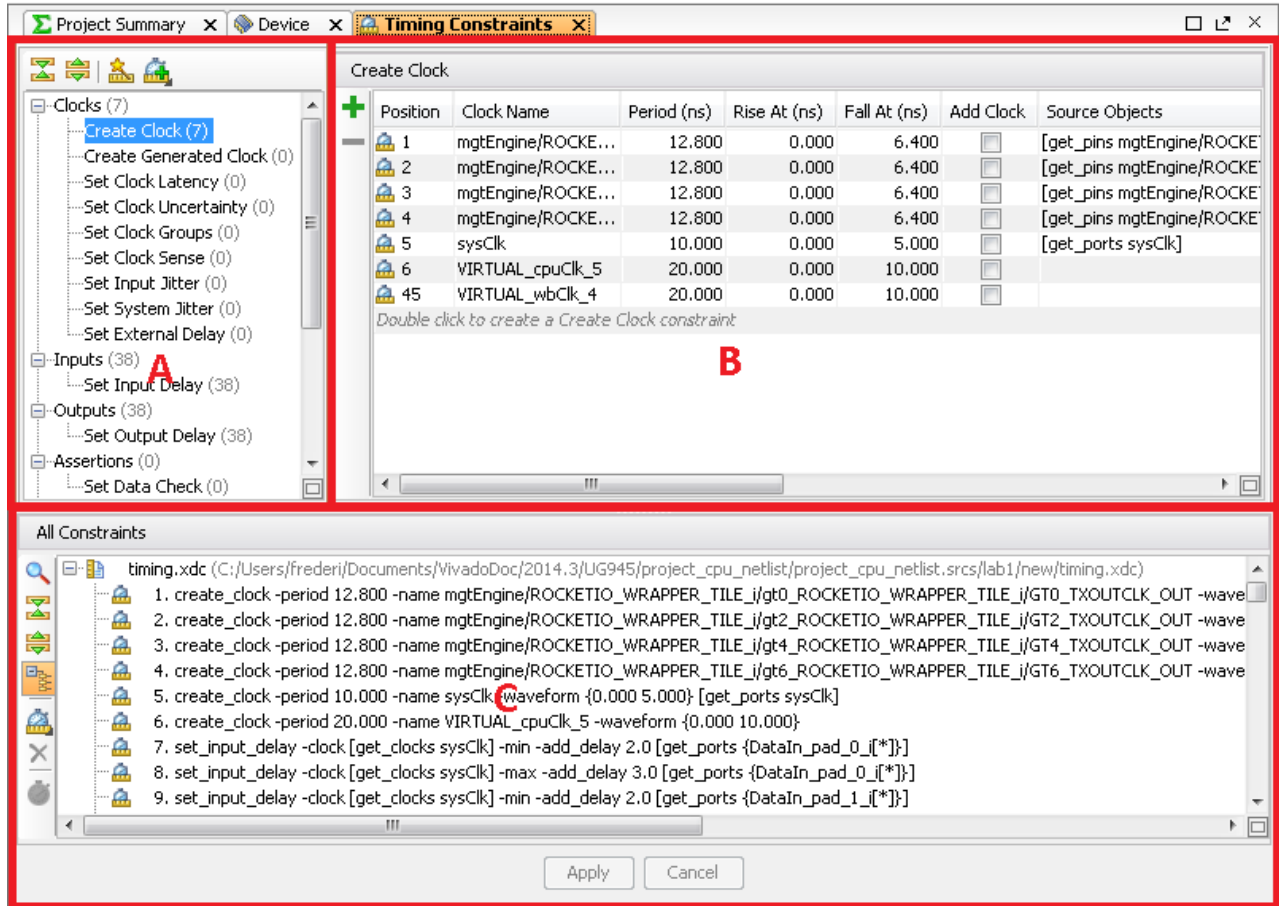 Project Summary Device Timing Constraints
Clocks (7)
Create Clock (7)
Create Generated Clock (0)
Set Clock Latency (0)
Set Clock Uncertainty (0)
Set Clock Groups (0)
Set Clock Sense (0)
Set Input Jitter (0)
Set System Jitter (0)
Set External Delay (0)
Inputs (38)
Set Input Delay (38)
Outputs (38)
Set Output Delay (38)
Assertions (0)
Set Data Check (0)
A
Create Clock
Position Clock Name Period (ns) Rise At (ns) Fall At (ns) Add Clock Source Objects
1 mgtEngine/ROCKE... 12.800 0.000 6.400 [get_pins mgtEngine/ROCKET
2 mgtEngine/ROCKE... 12.800 0.000 6.400 [get_pins mgtEngine/ROCKET
3 mgtEngine/ROCKE... 12.800 0.000 6.400 [get_pins mgtEngine/ROCKET
4 mgtEngine/ROCKE... 12.800 0.000 6.400 [get_pins mgtEngine/ROCKET
5 sysClk 10.000 0.000 5.000 [get_ports sysClk]
6 VIRTUAL_cpuClk_5 20.000 0.000 10.000
45 VIRTUAL_wbClk_4 20.000 0.000 10.000
Double click to create a Create Clock constraint
B
All Constraints
timing.xdc (C:/Users/frederi/Documents/VivadoDoc/2014.3/UG945/project_cpu_netlist/project_cpu_netlist.srcs/lab1/new/timing.xdc)
1. create_clock -period 12.800 -name mgtEngine/ROCKETIO_WRAPPER_TILE_i/gt0_ROCKETIO_WRAPPER_TILE_i/GT0_TXOUTCLK_OUT -wave
2. create_clock -period 12.800 -name mgtEngine/ROCKETIO_WRAPPER_TILE_i/gt2_ROCKETIO_WRAPPER_TILE_i/GT2_TXOUTCLK_OUT -wave
3. create_clock -period 12.800 -name mgtEngine/ROCKETIO_WRAPPER_TILE_i/gt4_ROCKETIO_WRAPPER_TILE_i/GT4_TXOUTCLK_OUT -wave
4. create_clock -period 12.800 -name mgtEngine/ROCKETIO_WRAPPER_TILE_i/gt6_ROCKETIO_WRAPPER_TILE_i/GT6_TXOUTCLK_OUT -wave
5. create_clock -period 10.000 -name sysClk -waveform {0.000 5.000} [get_ports sysClk]
6. create_clock -period 20.000 -name VIRTUAL_cpuClk_5 -waveform {0.000 10.000}
7. set_input_delay -clock [get_clocks sysClk] -min -add_delay 2.0 [get_ports {DataIn_pad_0_i[*]}]
8. set_input_delay -clock [get_clocks sysClk] -max -add_delay 3.0 [get_ports {DataIn_pad_0_i[*]}]
9. set_input_delay -clock [get_clocks sysClk] -min -add_delay 2.0 [get_ports {DataIn_pad_1_i[*]}]
C
Apply Cancel